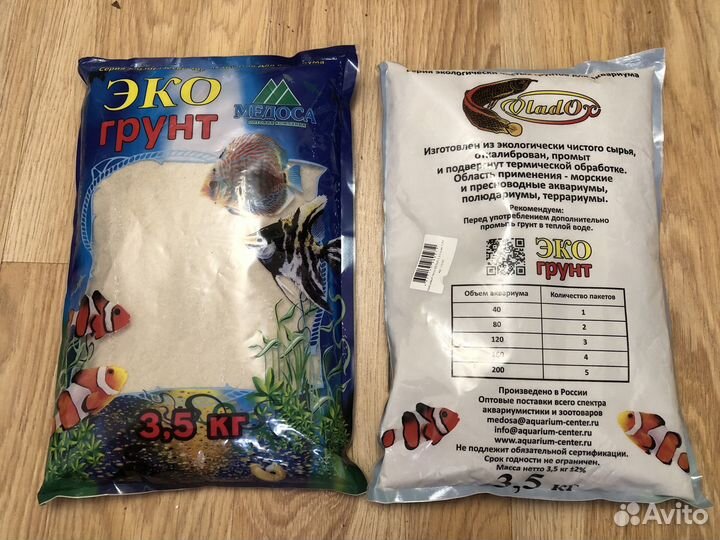 ЭКО
грунт
МЕДОСА
3,5 кг
VladOx
Изготовлен из экологически чистого сырья,
откалиброван, промыт
и подвергнут термической обработке.
Область применения - морские
и пресноводные аквариумы,
полюдариумы, террариумы.
Рекомендуем:
Перед употреблением дополнительно
промыть грунт в теплой воде.
ЭКО
грунт
Объем аквариума Количество пакетов
40 1
80 2
120 3
4
200 5
Произведено в России
Оптовые поставки всего спектра
аквариумистики и зоотоваров
medosa@aquarium-center.ru
info@aquarium-center.ru
www.aquarium-center.ru
Не подлежит обязательной сертификации.
Срок годности не ограничен.
Масса нетто 3,5 кг ±2%
3,5 кг
Avito